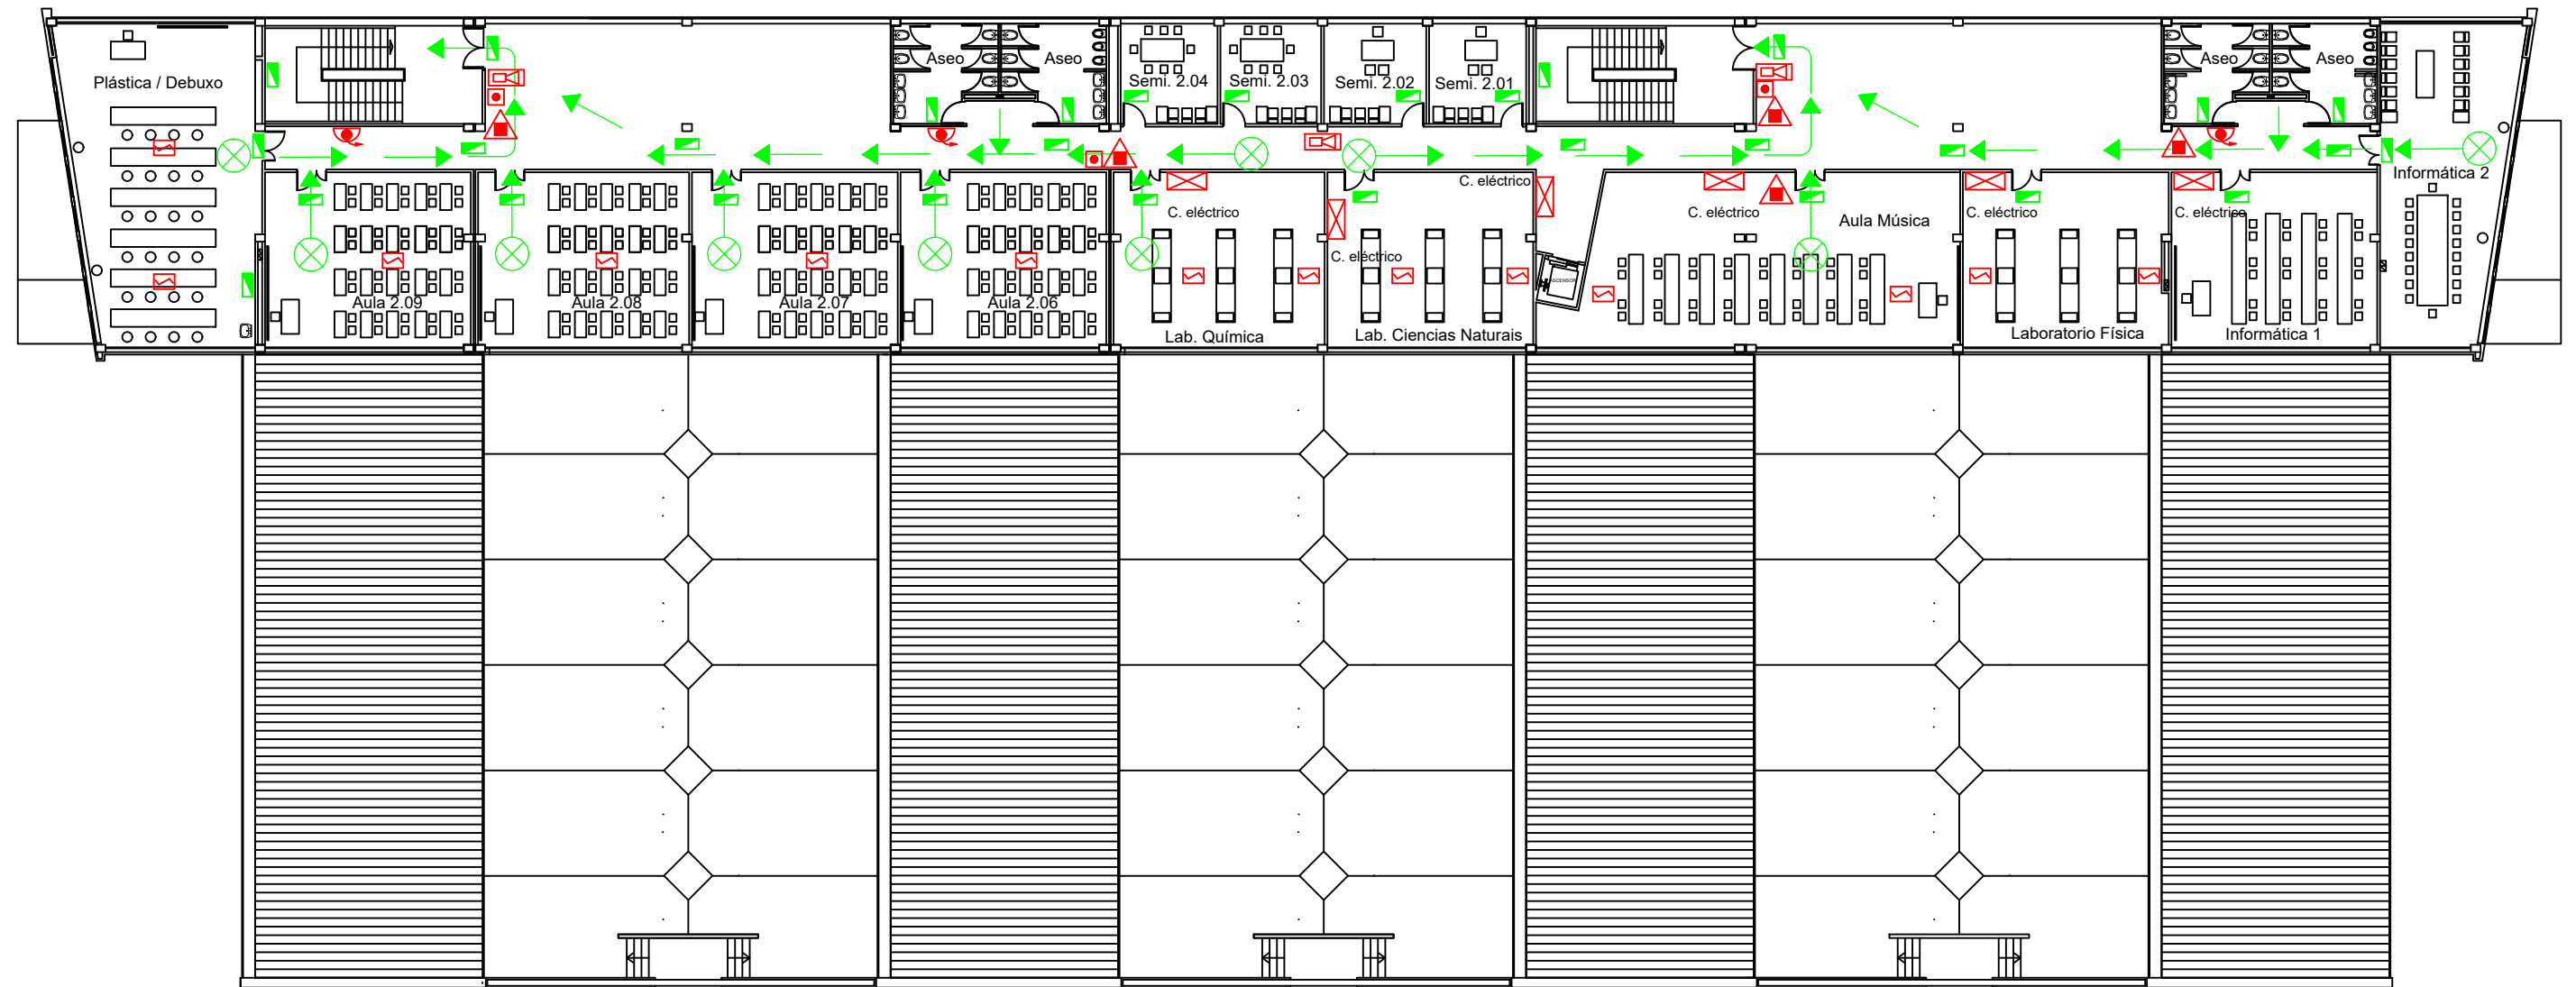 Plástica / Debuxo
Aseo
Aseo
Semi. 2.04
Semi. 2.03
Semi. 2.02
Semi. 2.01
Aseo
Aseo
Informática 2
C. eléctrico
C. eléctrico
C. eléctrico
C. eléctrico
C. eléctrico
C. eléctrico
Aula Música
ASCENSOR
Aula 2.09
Aula 2.08
Aula 2.07
Aula 2.06
Lab. Química
Lab. Ciencias Naturais
Laboratorio Física
Informática 1